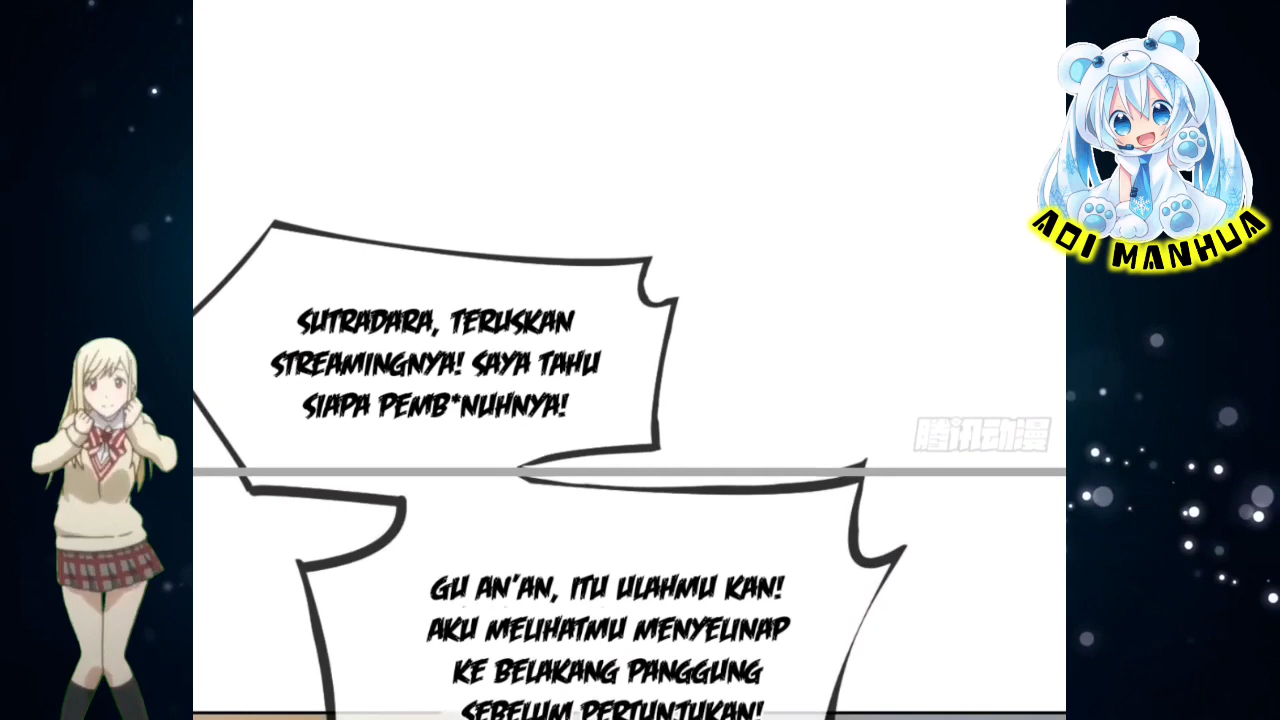 AOI MANHUA
SUTRADARA, TERUSKAN
STREAMINGNYA! SAYA TAHU
SIAPA PEMB*NUHNYA!
腾讯动漫
GU AN'AN, ITU ULAHMU KAN!
AKU MELIHATMU MENYELINAP
KE BELAKANG PANGGUNG
SEBELUM PERTUNJUKAN!